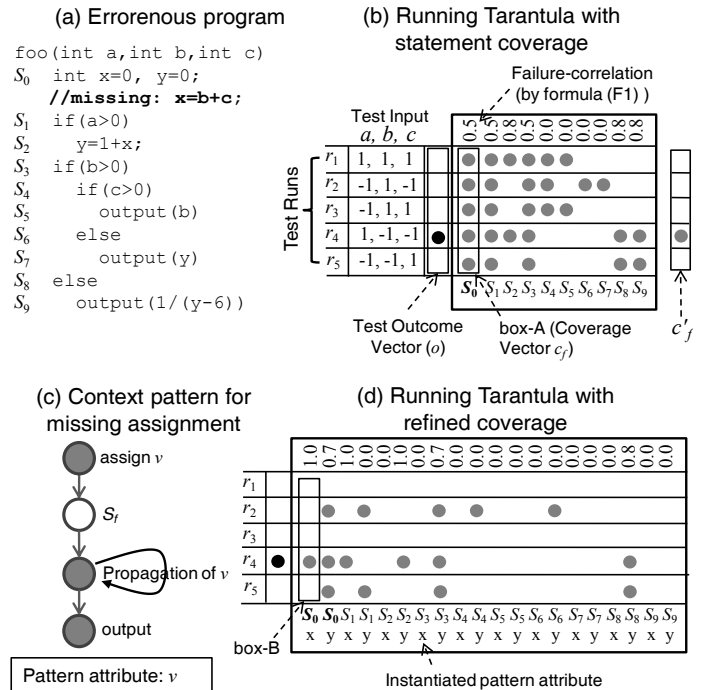 (a) Errorenous program
foo(int a,int b,int c)
S0 int x=0, y=0;
//missing: x=b+c;
S1 if(a>0)
S2 y=1+x;
S3 if(b>0)
S4 if(c>0)
S5 output(b)
S6 else
S7 output(y)
S8 else
S9 output(1/(y-6))
(b) Running Tarantula with
statement coverage
Failure-correlation
(by formula (F1) )
Test Input
a, b, c
0.5 0.5 0.8 0.5 0.0 0.0 0.0 0.0 0.8 0.8
Test Runs
r1 1, 1, 1
r2 -1, 1, -1
r3 -1, 1, 1
r4 1, -1, -1
r5 -1, -1, 1
S0 S1 S2 S3 S4 S5 S6 S7 S8 S9
Test Outcome
Vector (o)
box-A (Coverage
Vector cf)
c'f
(c) Context pattern for
missing assignment
assign v
Sf
Propagation of v
output
Pattern attribute: v
(d) Running Tarantula with
refined coverage
1.0 0.7 1.0 0.0 0.0 1.0 0.0 0.7 0.0 0.0 0.0 0.0 0.0 0.0 0.0 0.0 0.0 0.8 0.0 0.0
r1
r2
r3
r4
r5
S0 S0 S1 S1 S2 S2 S3 S3 S4 S4 S5 S5 S6 S6 S7 S7 S8 S8 S9 S9
x y x y x y x y x y x y x y x y x y x y
box-B
Instantiated pattern attribute